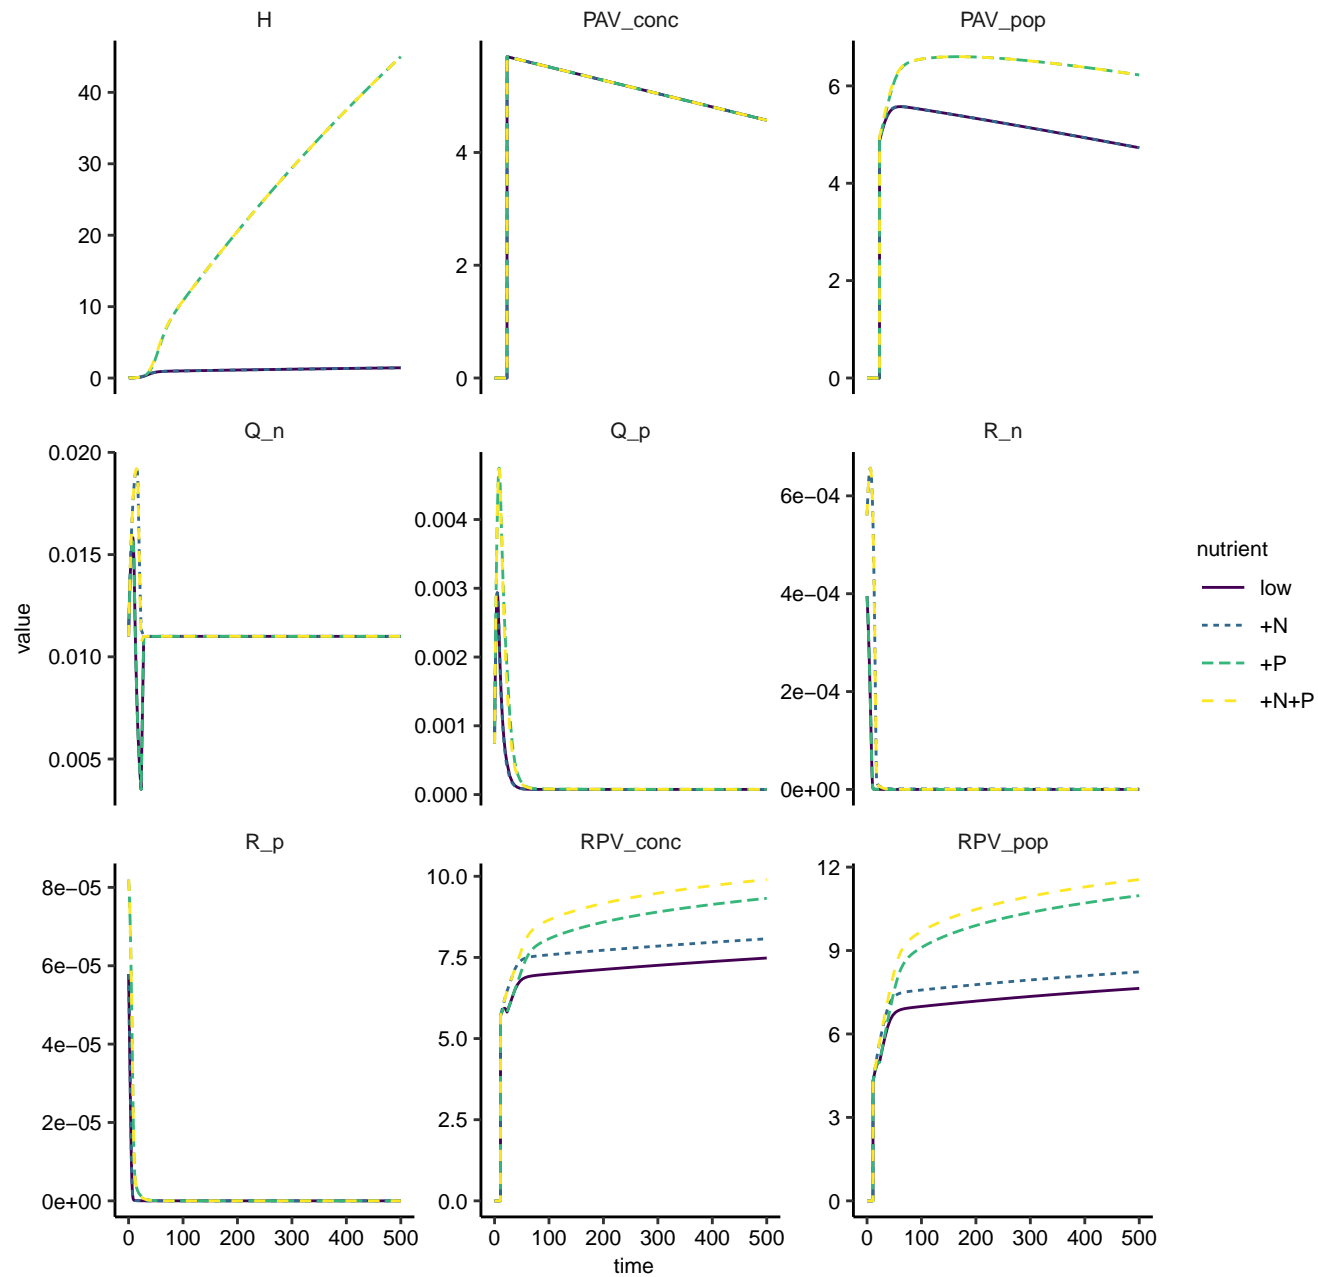 H
PAV_conc
PAV_pop
40
30
20
10
0
4
2
0
6
4
2
0
Q_n
Q_p
R_n
0.020
0.015
0.010
0.005
0.004
0.003
0.002
0.001
0.000
6e−04
4e−04
2e−04
0e+00
value
nutrient
low
+N
+P
+N+P
R_p
RPV_conc
RPV_pop
8e−05
6e−05
4e−05
2e−05
0e+00
10.0
7.5
5.0
2.5
0.0
12
9
6
3
0
0 100 200 300 400 500
0 100 200 300 400 500
0 100 200 300 400 500
time